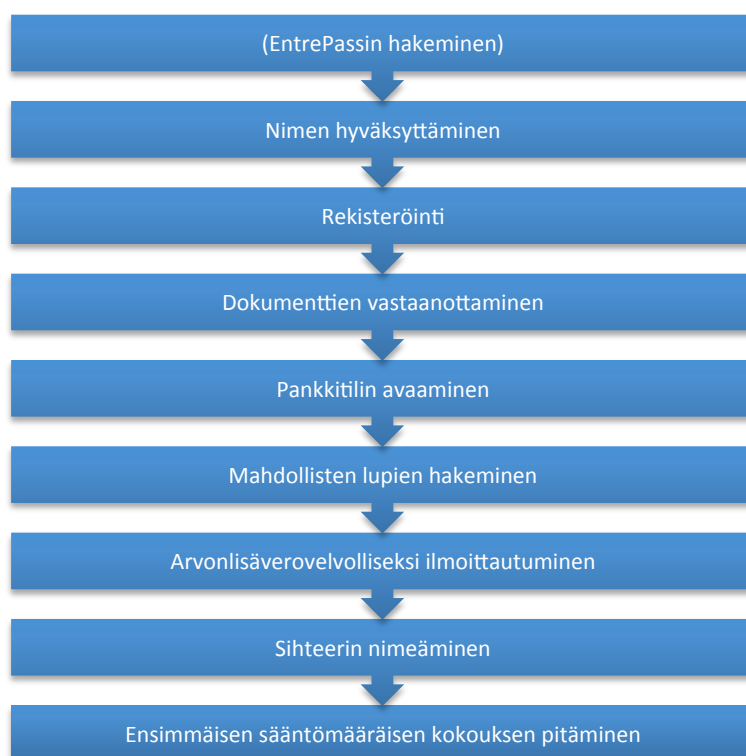 (EntrePassin hakeminen)
Nimen hyväksyttäminen
Rekisteröinti
Dokumenttien vastaanottaminen
Pankkitilin avaaminen
Mahdollisten lupien hakeminen
Arvonlisäverovelvolliseksi ilmoittautuminen
Sihteerin nimeäminen
Ensimmäisen sääntömääräisen kokouksen pitäminen